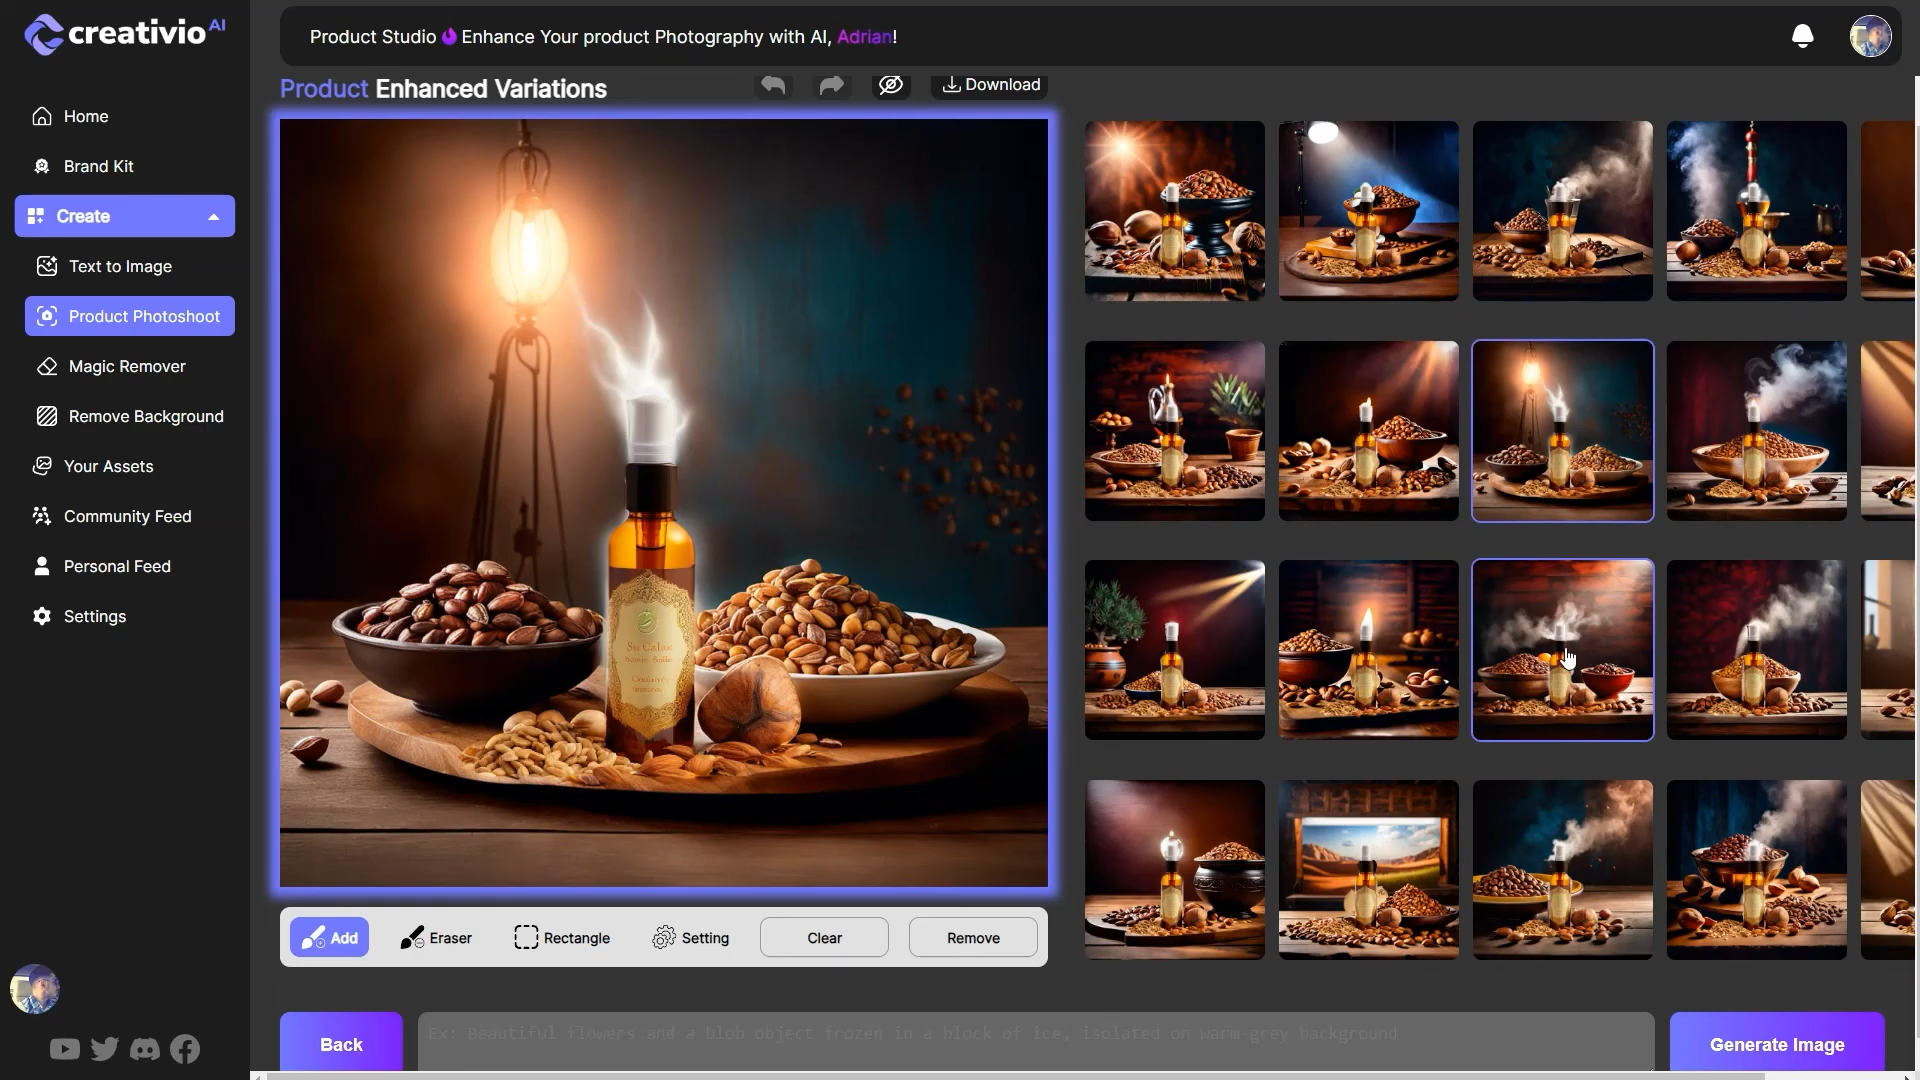 creativio AI
Product Studio Enhance Your product Photography with AI, Adrian!
Home
Brand Kit
Create
Text to Image
Product Photoshoot
Magic Remover
Remove Background
Your Assets
Community Feed
Personal Feed
Settings
Product Enhanced Variations
Download
Add
Eraser
Rectangle
Setting
Clear
Remove
Back
Ex: Beautiful flowers and a blob object frozen in a block of ice, isolated on warm-grey background
Generate Image